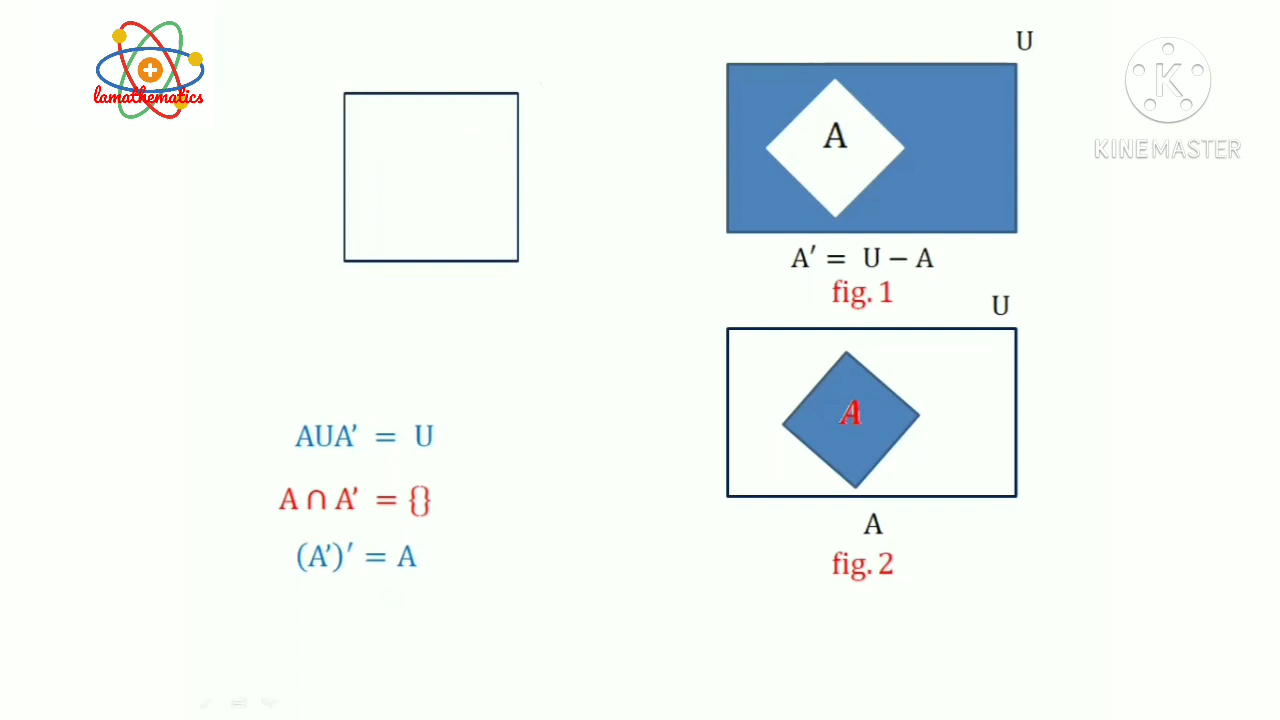 lamathematics
U
KINEMASTER
A
A′ = U − A
fig. 1
U
A
A
fig. 2
AUA’ = U
A ∩ A’ = {}
(A’)′ = A